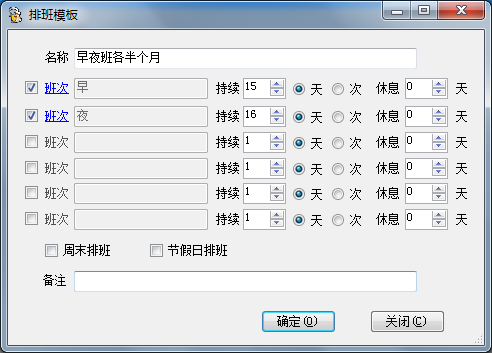 排班模板
名称 早夜班各半个月
班次 早 持续 15 天 次 休息 0 天
班次 夜 持续 16 天 次 休息 0 天
班次 持续 1 天 次 休息 0 天
班次 持续 1 天 次 休息 0 天
班次 持续 1 天 次 休息 0 天
班次 持续 1 天 次 休息 0 天
周末排班 节假日排班
备注
确定(O) 关闭(C)